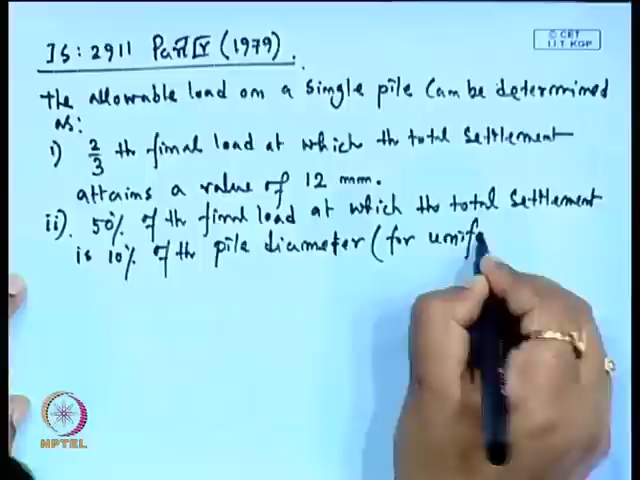 IS: 2911 Part IV (1979)
© CET
I.I.T. KGP
The allowable load on a single pile can be determined
as:
i) 2/3 th final load at which the total settlement
attains a value of 12 mm.
ii). 50% of the final load at which the total settlement
is 10% of the pile diameter (for unif
NPTEL